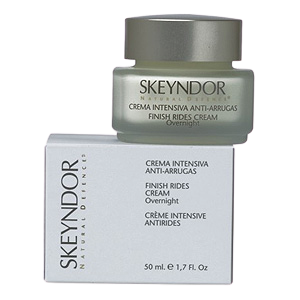 SKEYNDOR
NATURAL DEFENCE®
CREMA INTENSIVA ANTI-ARRUGAS
FINISH RIDES CREAM
Overnight
SKEYNDOR
NATURAL DEFENCE®
CREMA INTENSIVA
ANTI-ARRUGAS
FINISH RIDES
CREAM
Overnight
CRÈME INTENSIVE
ANTIRIDES
50 ml. e 1,7 Fl. Oz